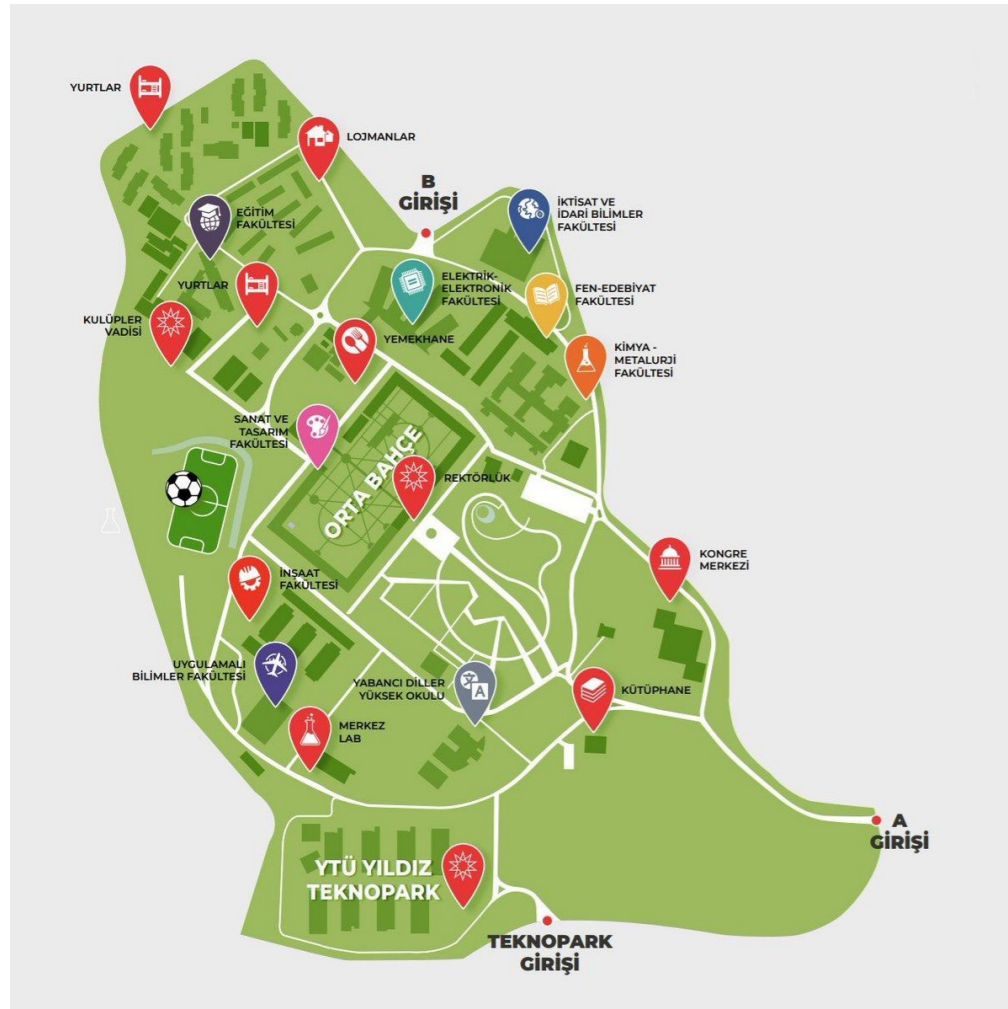 YURTLAR
LOJMANLAR
B
GİRİŞİ
İKTİSAT VE
İDARİ BİLİMLER
FAKÜLTESİ
EĞİTİM
FAKÜLTESİ
YURTLAR
ELEKTRİK-
ELEKTRONİK
FAKÜLTESİ
FEN-EDEBİYAT
FAKÜLTESİ
KULÜPLER
VADİSİ
YEMEKHANE
KİMYA -
METALURJİ
FAKÜLTESİ
SANAT VE
TASARIM
FAKÜLTESİ
ORTA BAHÇE
REKTÖRLÜK
KONGRE
MERKEZİ
İNŞAAT
FAKÜLTESİ
UYGULAMALI
BİLİMLER FAKÜLTESİ
YABANCI DİLLER
YÜKSEK OKULU
文
A
KÜTÜPHANE
MERKEZ
LAB
A
GİRİŞİ
YTÜ YILDIZ
TEKNOPARK
TEKNOPARK
GİRİŞİ